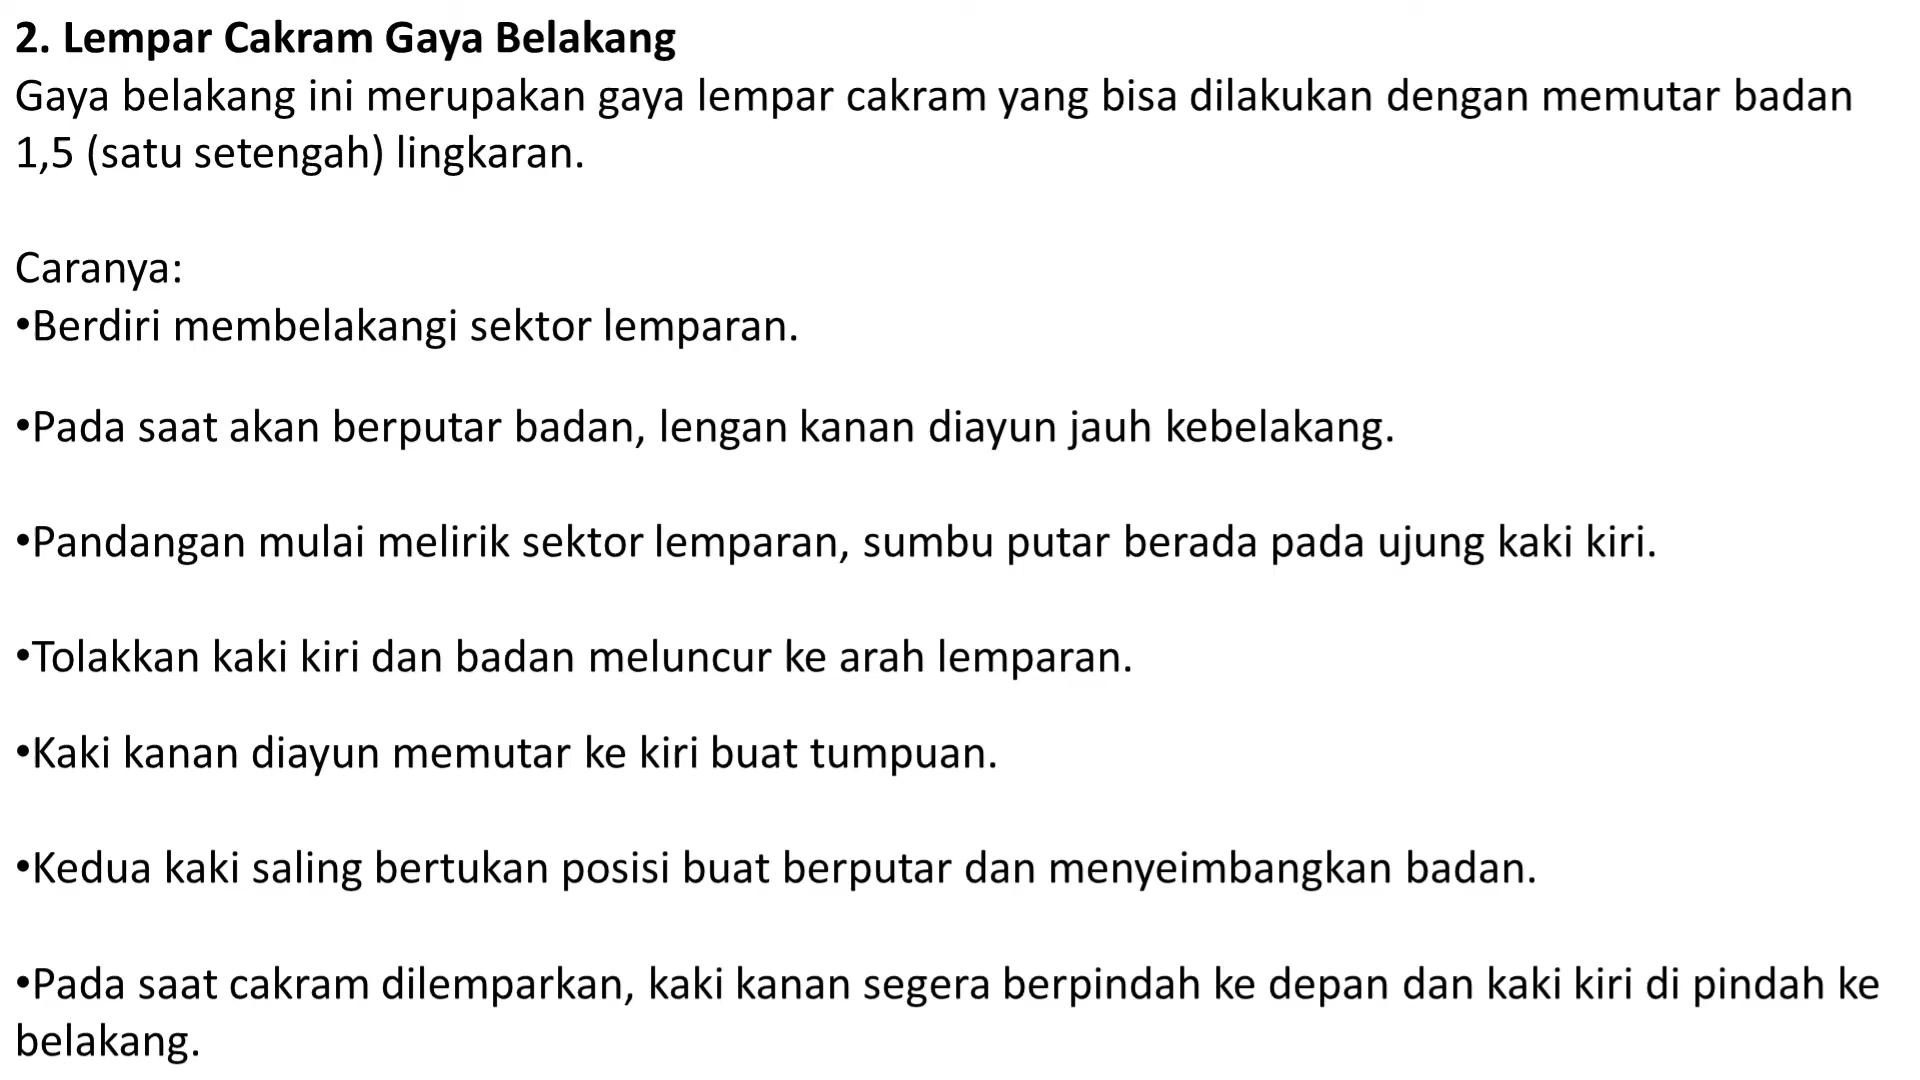 2. Lempar Cakram Gaya Belakang
Gaya belakang ini merupakan gaya lempar cakram yang bisa dilakukan dengan memutar badan
1,5 (satu setengah) lingkaran.
Caranya:
•Berdiri membelakangi sektor lemparan.
•Pada saat akan berputar badan, lengan kanan diayun jauh kebelakang.
•Pandangan mulai melirik sektor lemparan, sumbu putar berada pada ujung kaki kiri.
•Tolakkan kaki kiri dan badan meluncur ke arah lemparan.
•Kaki kanan diayun memutar ke kiri buat tumpuan.
•Kedua kaki saling bertukan posisi buat berputar dan menyeimbangkan badan.
•Pada saat cakram dilemparkan, kaki kanan segera berpindah ke depan dan kaki kiri di pindah ke
belakang.